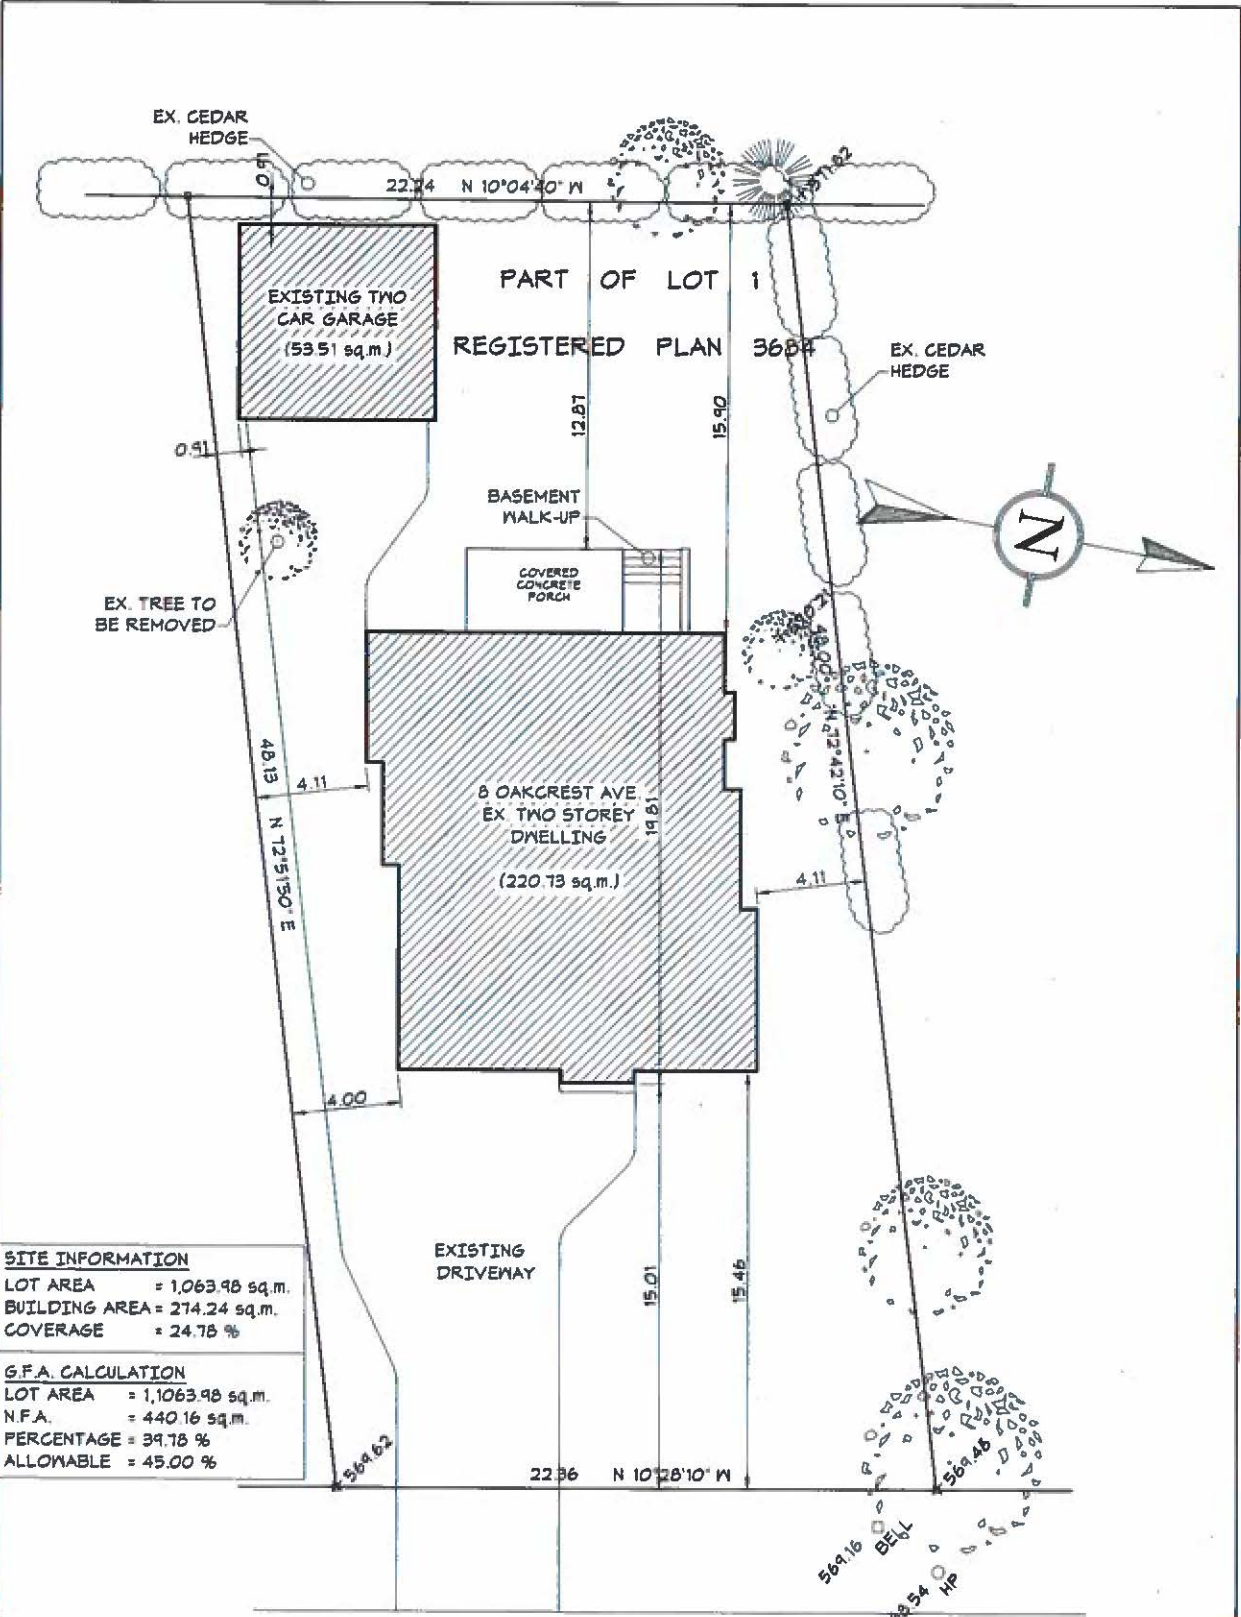 EX. CEDAR
HEDGE
0.91
22.24 N 10°04'40" W
571.62
PART OF LOT 1
REGISTERED PLAN 3684
EXISTING TWO
CAR GARAGE
(53.51 sq.m.)
EX. CEDAR
HEDGE
0.91
12.87
15.90
BASEMENT
WALK-UP
N
COVERED
CONCRETE
PORCH
EX. TREE TO
BE REMOVED
48.00 N 72°42'10" E
48.13 N 72°51'50" E
4.11
8 OAKCREST AVE.
EX. TWO STOREY
DWELLING
(220.73 sq.m.)
19.81
4.11
4.00
EXISTING
DRIVEWAY
15.01
15.46
SITE INFORMATION
LOT AREA = 1,063.98 sq.m.
BUILDING AREA = 274.24 sq.m.
COVERAGE = 24.78 %
G.F.A. CALCULATION
LOT AREA = 1,1063.98 sq.m.
N.F.A. = 440.16 sq.m.
PERCENTAGE = 39.78 %
ALLOWABLE = 45.00 %
569.62
22.36 N 10°28'10" W
569.48
569.16 BELL
8.54 HP